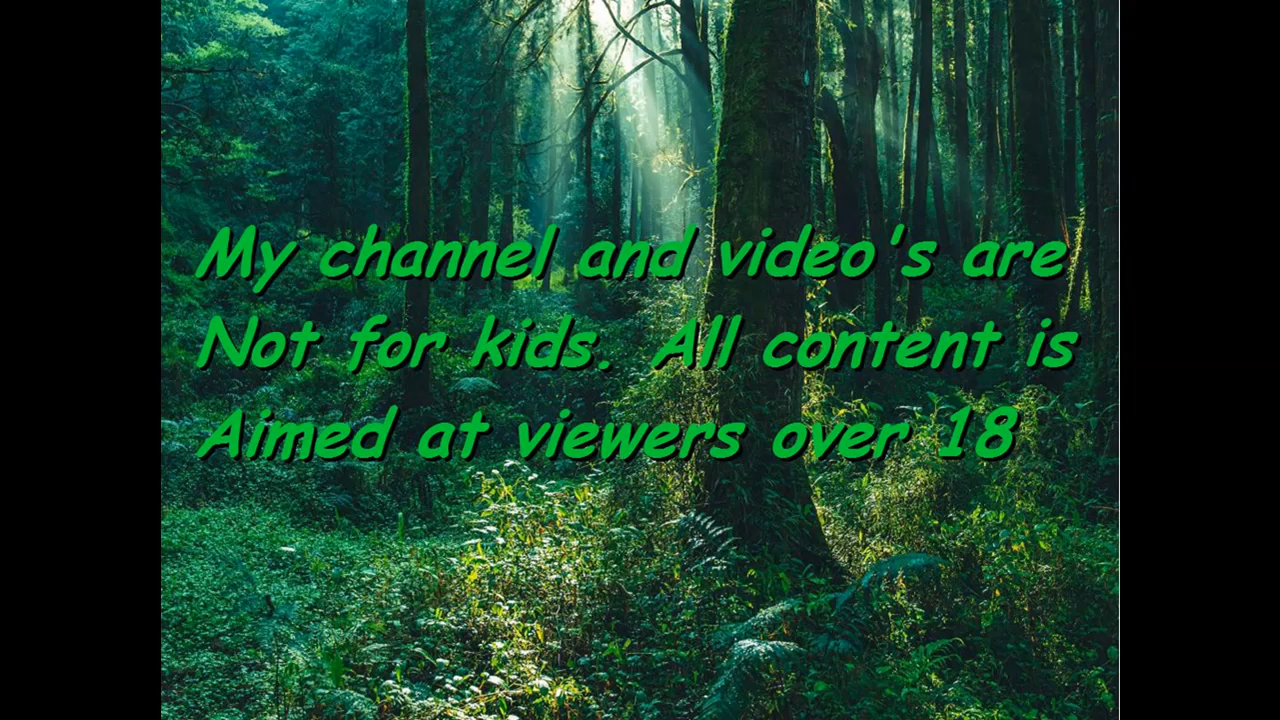 My channel and video's are
Not for kids. All content is
Aimed at viewers over 18